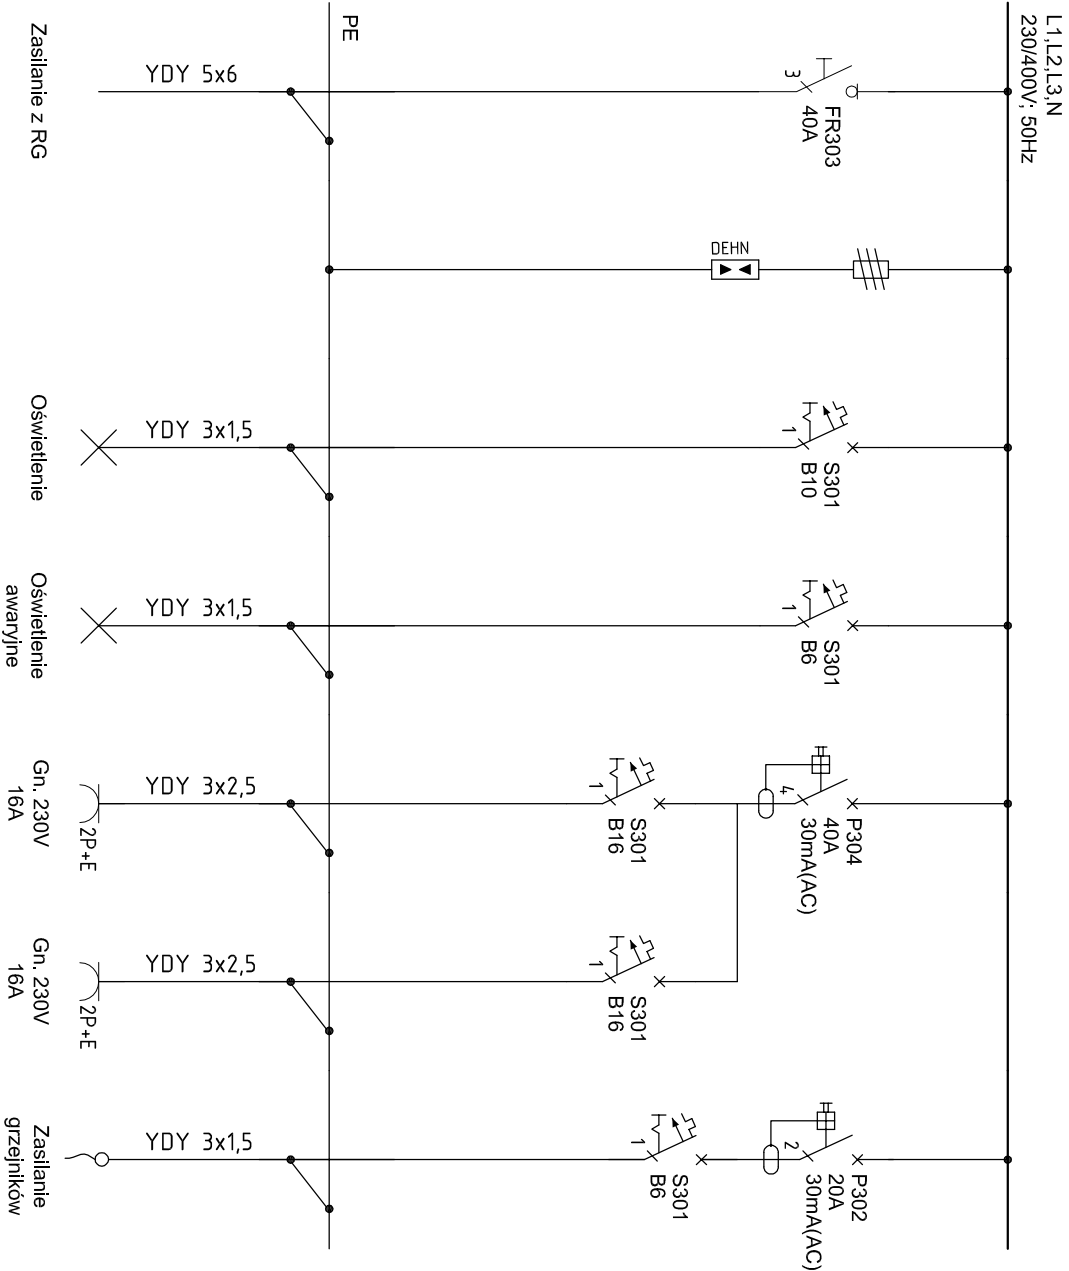 L1,L2,L3,N
230/400V; 50Hz
PE
3
FR303
40A
YDY 5x6
Zasilanie z RG
DEHN
1
S301
B10
YDY 3x1,5
Oświetlenie
1
S301
B6
YDY 3x1,5
Oświetlenie
awaryjne
4
P304
40A
30mA(AC)
1
S301
B16
YDY 3x2,5
2P+E
Gn. 230V
16A
1
S301
B16
YDY 3x2,5
2P+E
Gn. 230V
16A
2
P302
20A
30mA(AC)
1
S301
B6
YDY 3x1,5
Zasilanie
grzejników